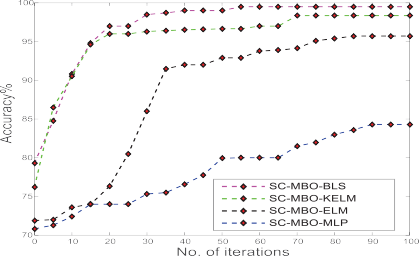 100
95
90
85
80
75
70
Accuracy%
SC-MBO-BLS
SC-MBO-KELM
SC-MBO-ELM
SC-MBO-MLP
0 10 20 30 40 50 60 70 80 90 100
No. of iterations